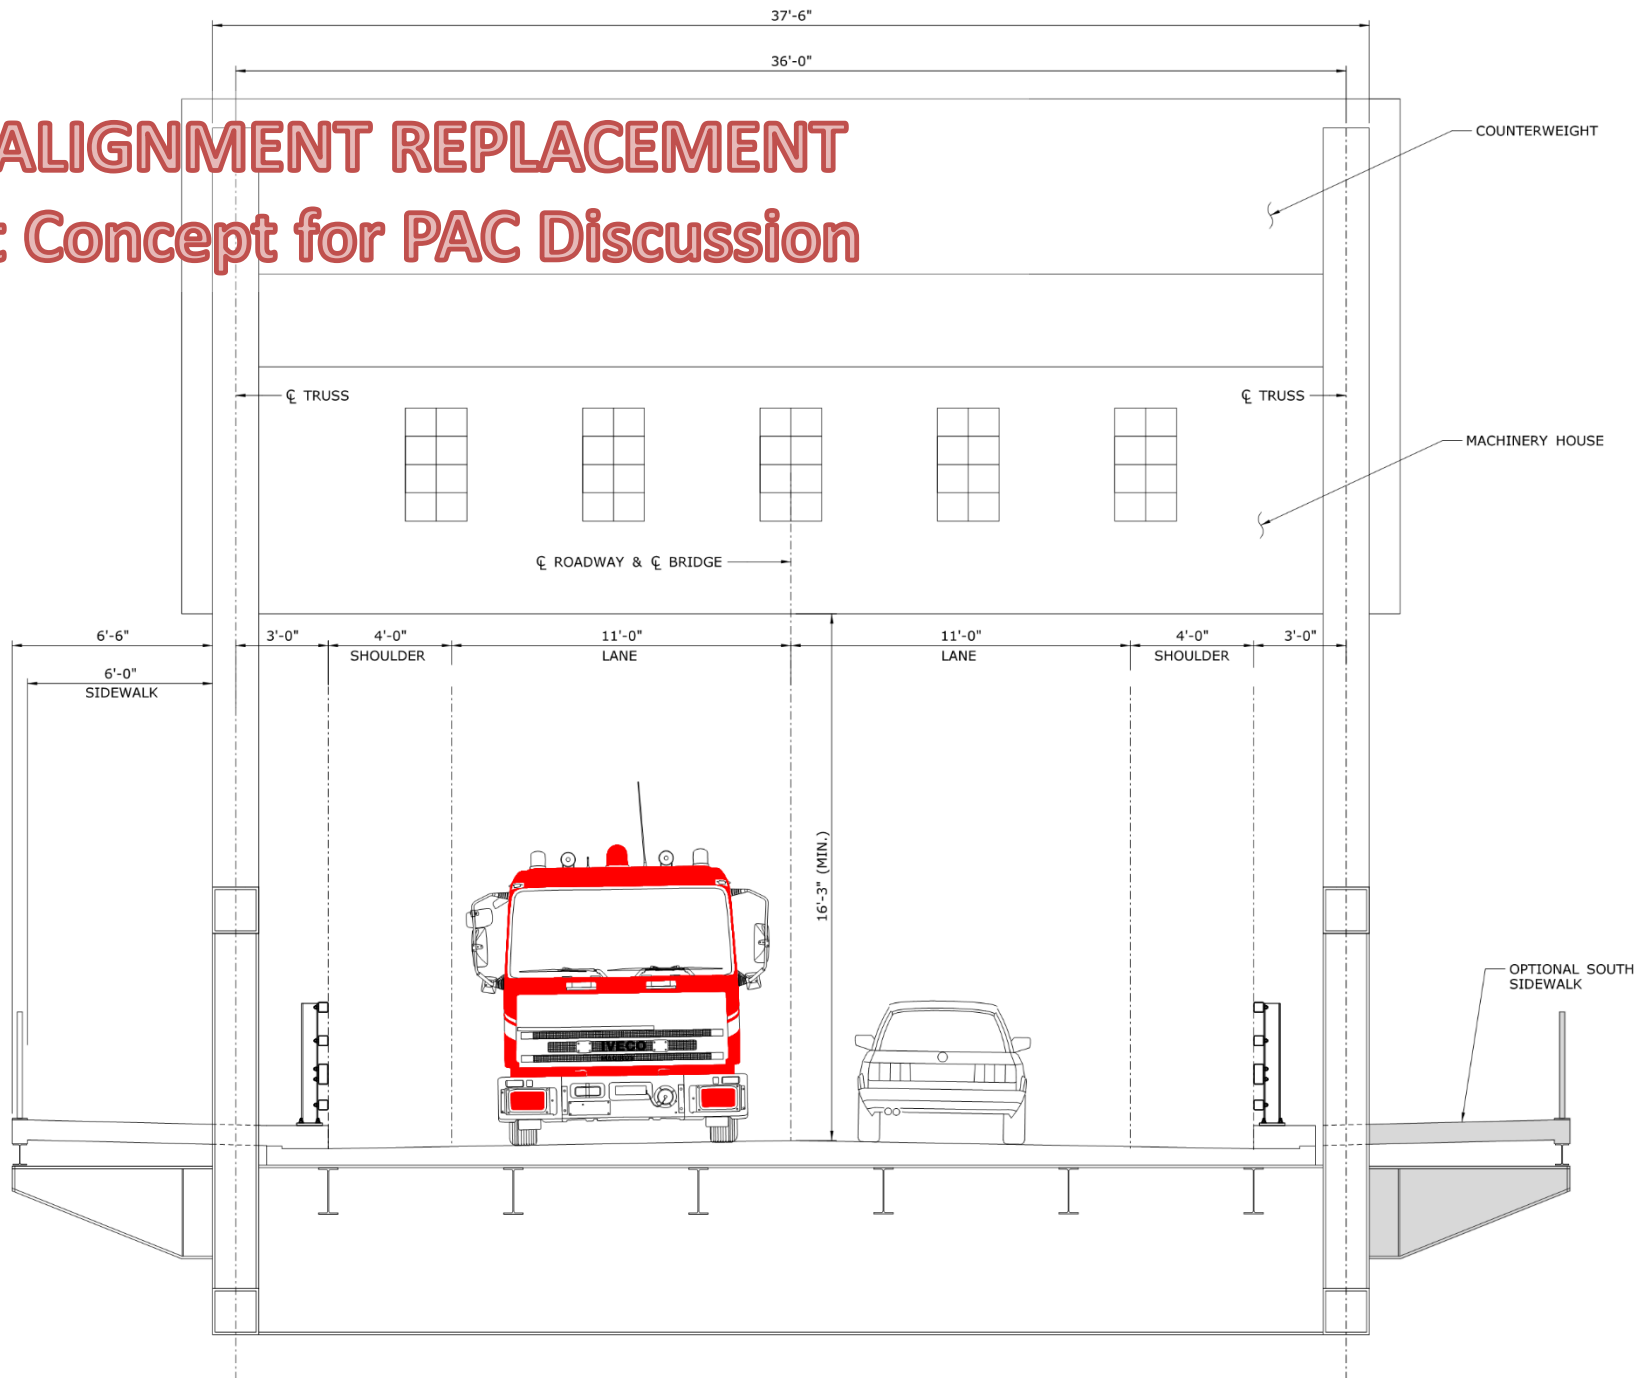 37'-6"
36'-0"
ALIGNMENT REPLACEMENT
COUNTERWEIGHT
Concept for PAC Discussion
℄ TRUSS
℄ TRUSS
MACHINERY HOUSE
℄ ROADWAY & ℄ BRIDGE
6'-6"
3'-0"
4'-0"
SHOULDER
11'-0"
LANE
11'-0"
LANE
4'-0"
SHOULDER
3'-0"
6'-0"
SIDEWALK
16'-3" (MIN.)
OPTIONAL SOUTH
SIDEWALK
IVECO